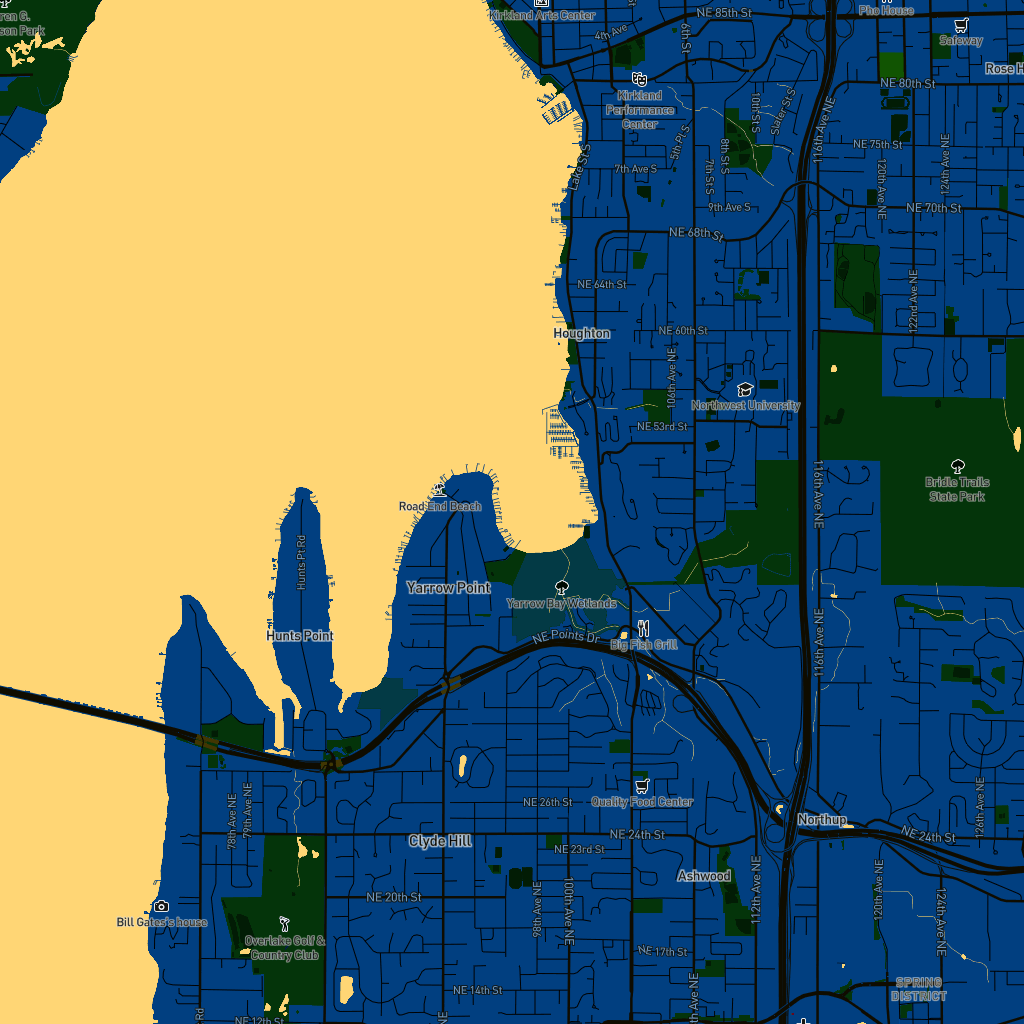 Kirkland Arts Center
NE 85th St
Pho House
4th Ave
6th St
Safeway
son Park
Rose H
Kirkland
Performance
Center
NE 80th St
10th St S
Slater St S
116th Ave NE
5th Pl S
8th St S
NE 75th St
124th Ave NE
Lake St S
7th Ave S
7th St S
120th Ave NE
9th Ave S
NE 70th St
NE 68th St
NE 64th St
122nd Ave NE
Houghton
NE 60th St
106th Ave NE
Northwest University
NE 53rd St
116th Ave NE
Bridle Trails
State Park
Road End Beach
Hunts Pt Rd
Yarrow Point
Yarrow Bay Wetlands
Hunts Point
NE Points Dr
Big Fish Grill
116th Ave NE
78th Ave NE
79th Ave NE
NE 26th St
Quality Food Center
126th Ave NE
Northup
NE 24th St
NE 24th St
Clyde Hill
NE 23rd St
Ashwood
NE 20th St
98th Ave NE
100th Ave NE
112th Ave NE
120th Ave NE
124th Ave NE
Bill Gates's house
Overlake Golf &
Country Club
NE 17th St
NE 14th St
SPRING
DISTRICT
Rd
NE 12th St
NE
th Ave NE